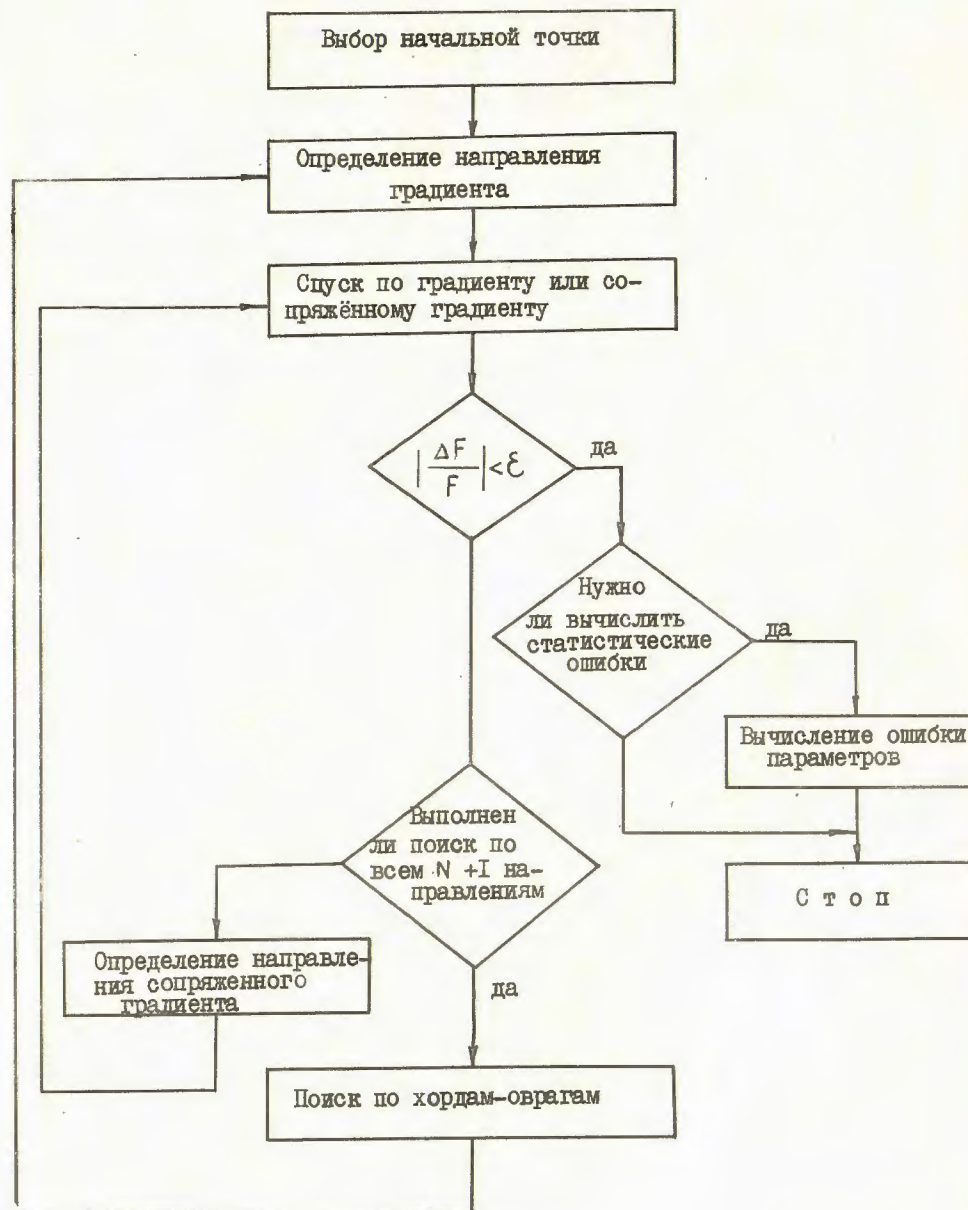 Выбор начальной точки
Определение направления
градиента
Спуск по градиенту или со-
пряжённому градиенту
|ΔF/F|<ε
да
Нужно
ли вычислить
статистические
ошибки
да
Вычисление ошибки
параметров
Выполнен
ли поиск по
всем N +I на-
правлениям
С т о п
Определение направле-
ния сопряженного
градиента
да
Поиск по хордам-оврагам